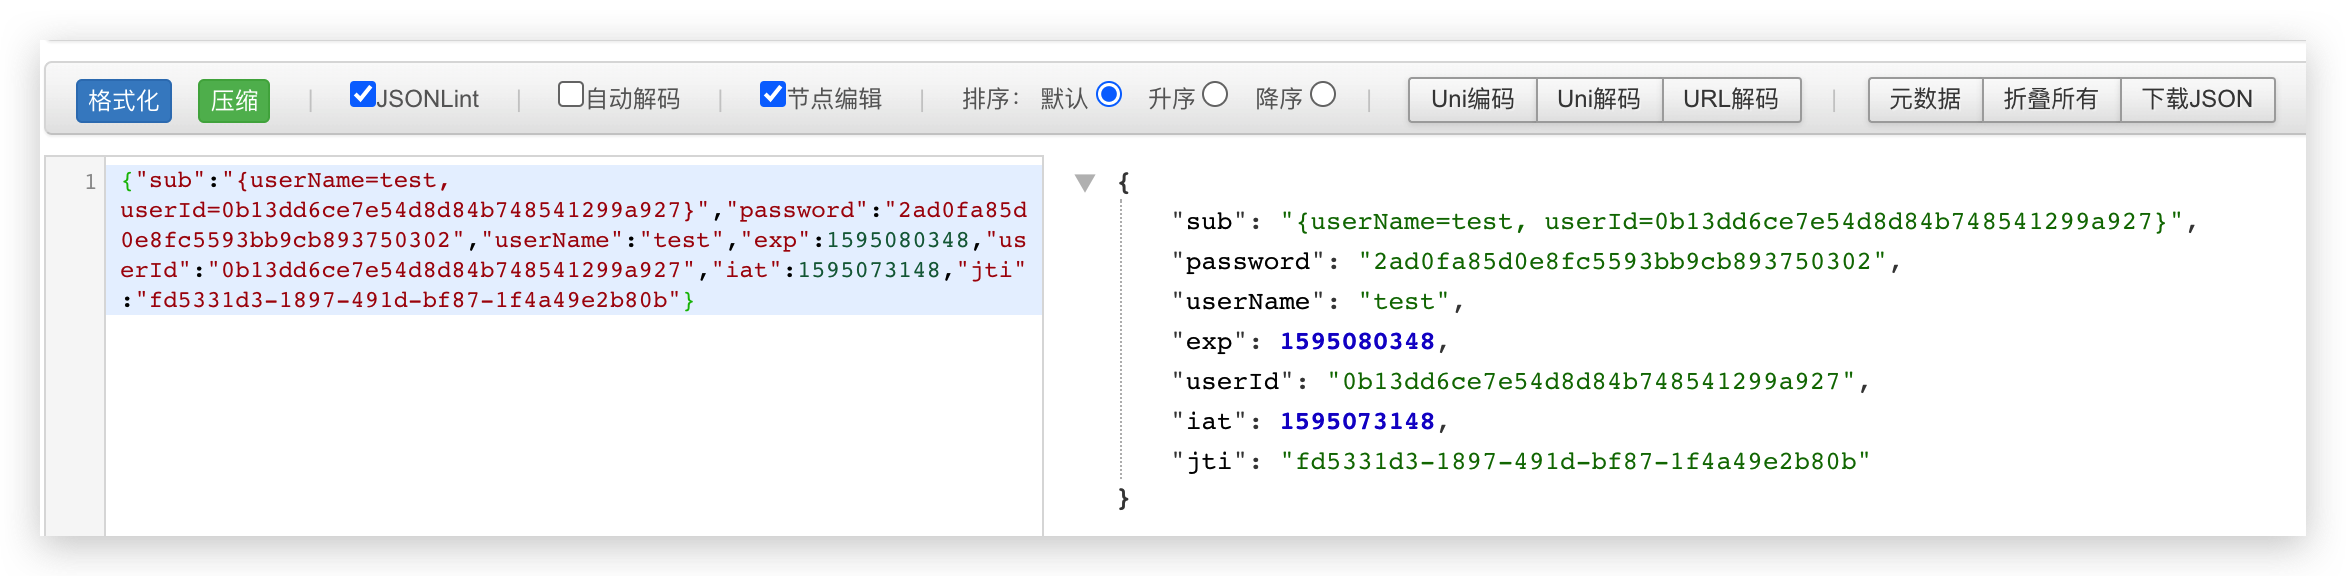 格式化 压缩 | JSONLint | 自动解码 | 节点编辑 | 排序： 默认 升序 降序 | Uni编码 Uni解码 URL解码 | 元数据 折叠所有 下载JSON
1
{"sub":"{userName=test,
userId=0b13dd6ce7e54d8d84b748541299a927}","password":"2ad0fa85d
0e8fc5593bb9cb893750302","userName":"test","exp":1595080348,"us
erId":"0b13dd6ce7e54d8d84b748541299a927","iat":1595073148,"jti"
:"fd5331d3-1897-491d-bf87-1f4a49e2b80b"}
{
"sub": "{userName=test, userId=0b13dd6ce7e54d8d84b748541299a927}",
"password": "2ad0fa85d0e8fc5593bb9cb893750302",
"userName": "test",
"exp": 1595080348,
"userId": "0b13dd6ce7e54d8d84b748541299a927",
"iat": 1595073148,
"jti": "fd5331d3-1897-491d-bf87-1f4a49e2b80b"
}